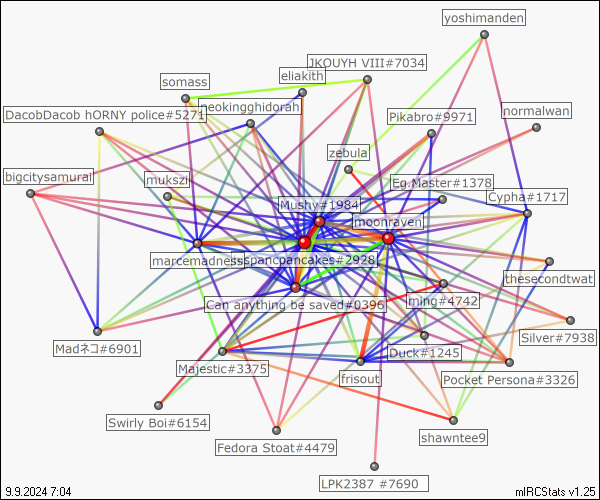 yoshimanden
JKOUYH VIII#7034
eliakith
somass
neokingghidorah
DacobDacob hORNY police#5271
Pikabro#9971
normalwan
zebula
bigcitysamurai
mukszi
Eg.Master#1378
Cypha#1717
Mushy#1984
moonraven
marcemadness
sspancpancakes#2928
thesecondtwat
Can anything be saved#0396
ming#4742
Silver#7938
Madネコ#6901
Duck#1245
Majestic#3375
frisout
Pocket Persona#3326
Swirly Boi#6154
shawntee9
Fedora Stoat#4479
LPK2387 #7690
9.9.2024 7:04
mIRCStats v1.25